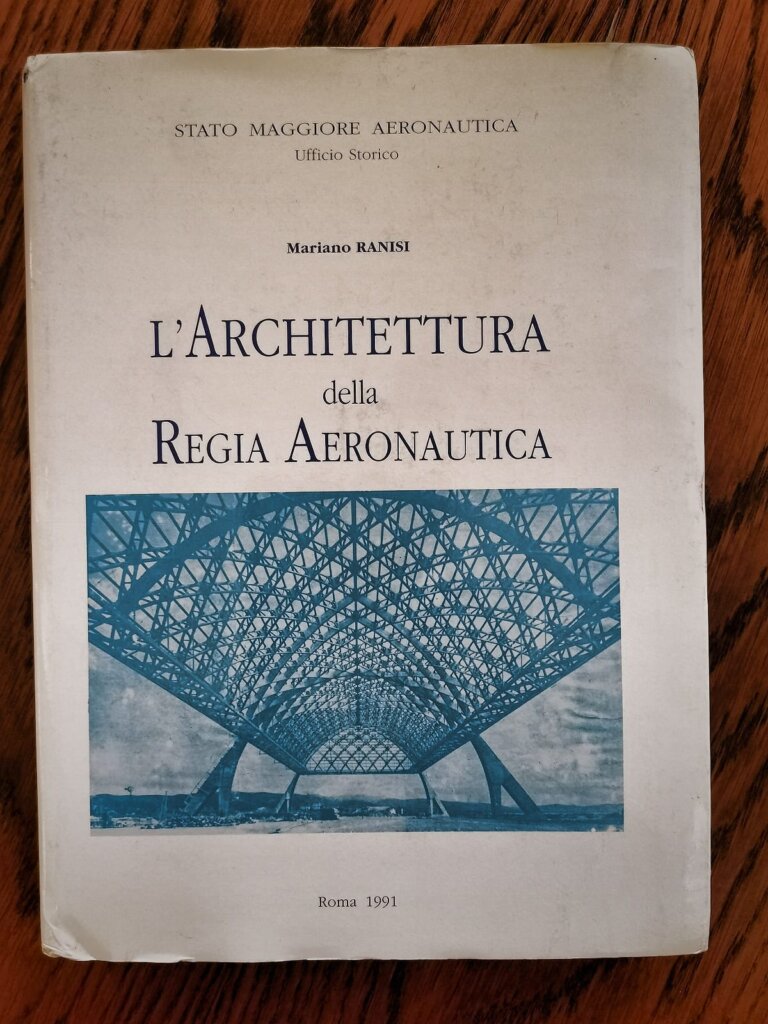 STATO MAGGIORE AERONAUTICA
Ufficio Storico
Mariano RANISI
L'ARCHITETTURA
della
REGIA AERONAUTICA
Roma 1991